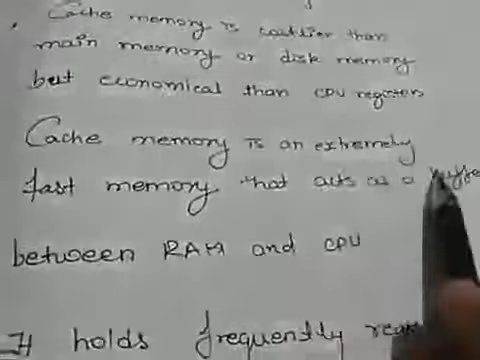 Cache memory is costlier than
main memory or disk memory
but economical than CPU registers
Cache memory is an extremely
fast memory that acts as a
between RAM and CPU
It holds frequently